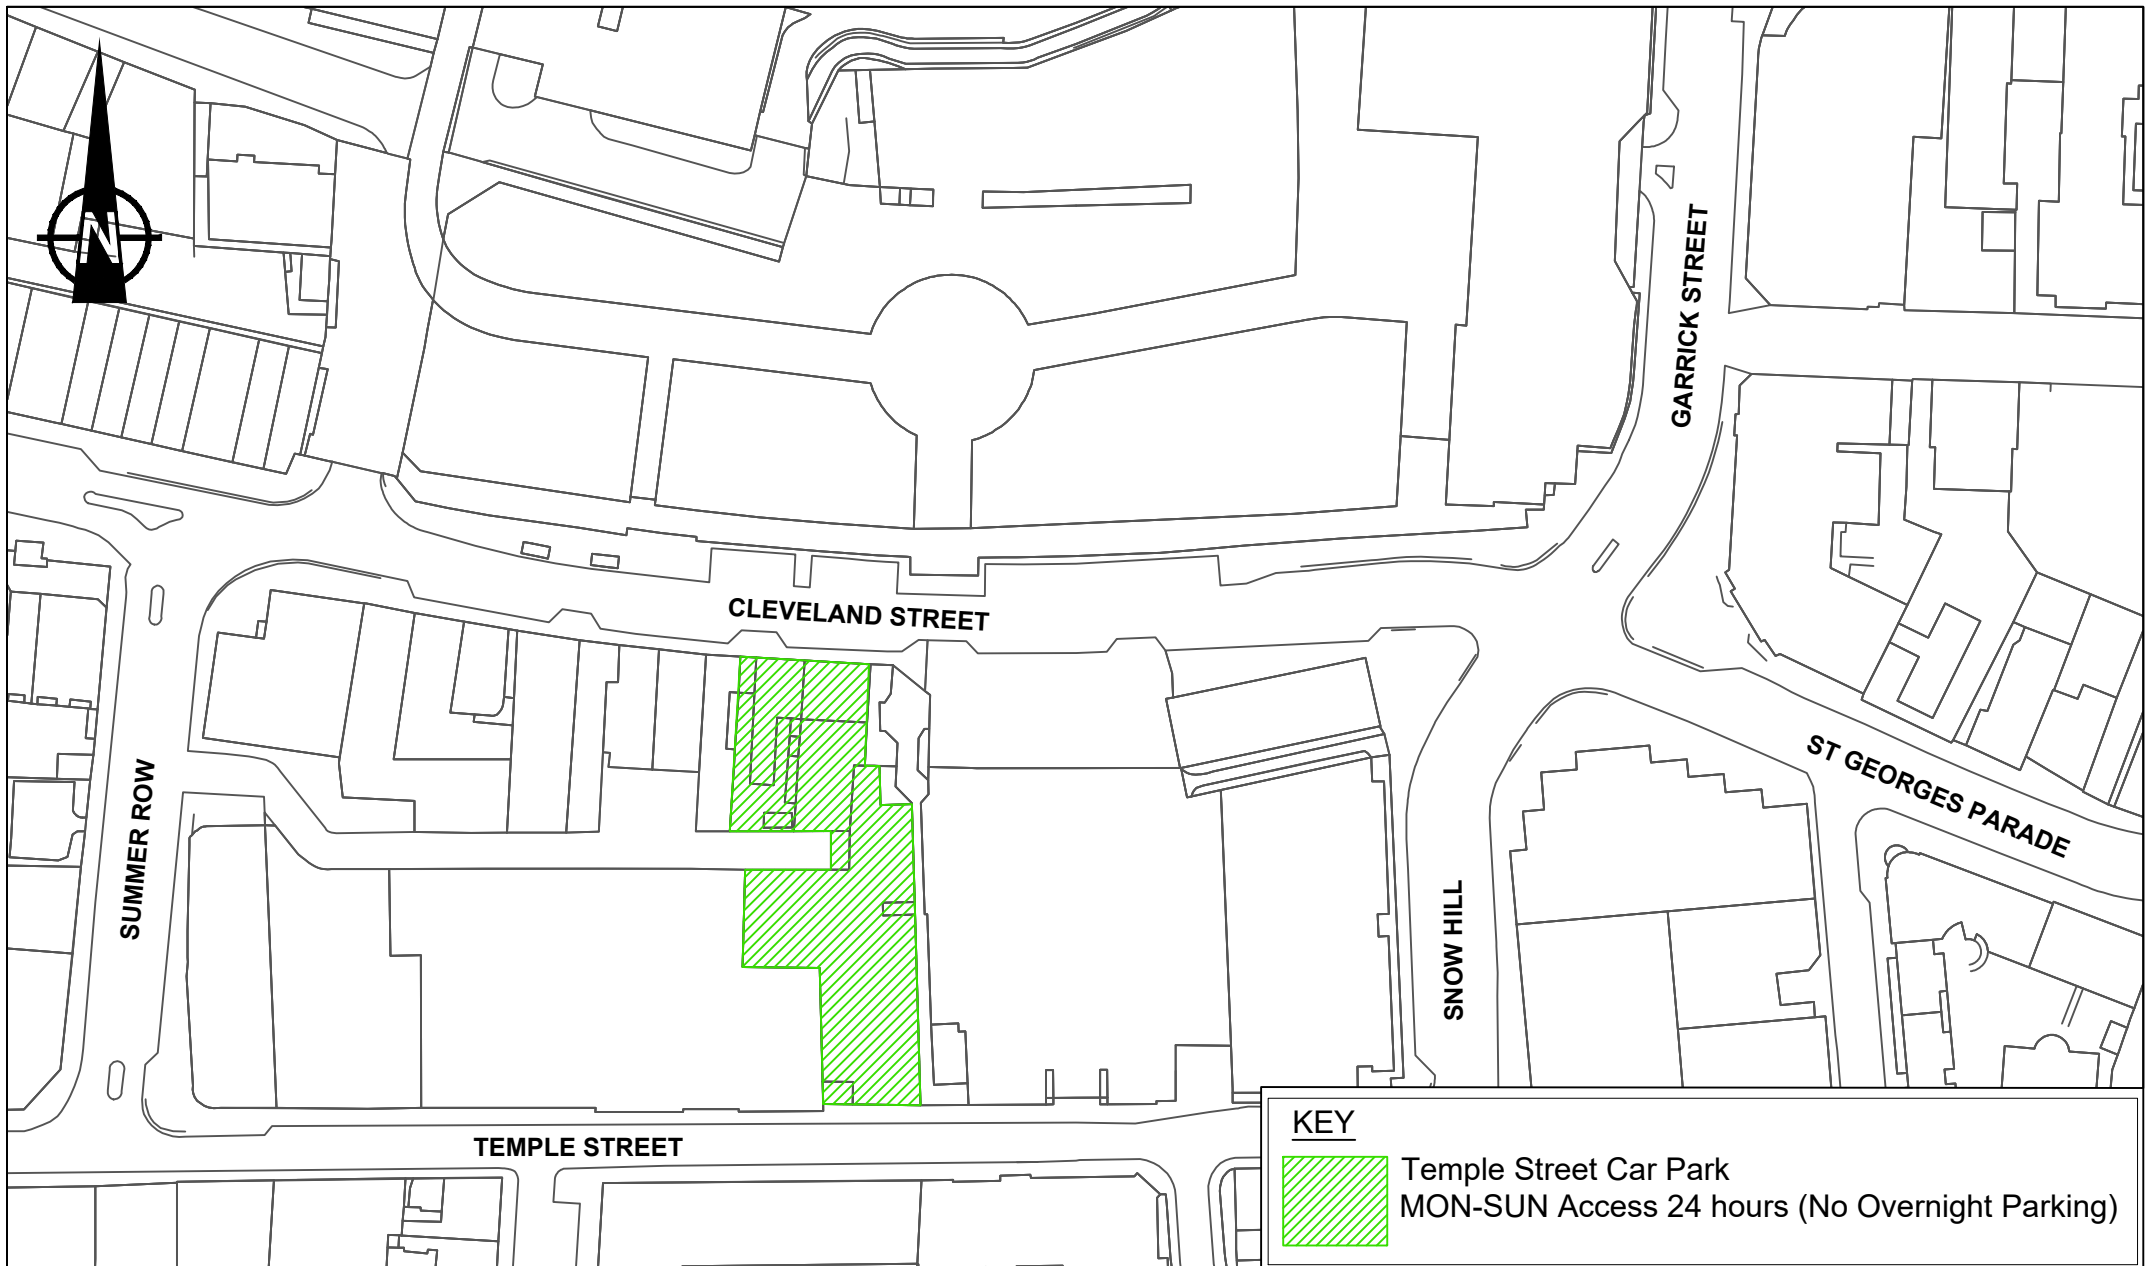 N
GARRICK STREET
CLEVELAND STREET
ST GEORGES PARADE
SUMMER ROW
SNOW HILL
TEMPLE STREET
KEY
Temple Street Car Park
MON-SUN Access 24 hours (No Overnight Parking)